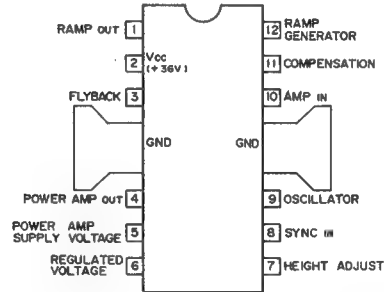 RAMP OUT 1
2 Vcc
(+36V)
FLYBACK 3
GND
POWER AMP OUT 4
POWER AMP
SUPPLY VOLTAGE 5
REGULATED
VOLTAGE 6
12 RAMP
GENERATOR
11 COMPENSATION
10 AMP IN
GND
9 OSCILLATOR
8 SYNC IN
7 HEIGHT ADJUST